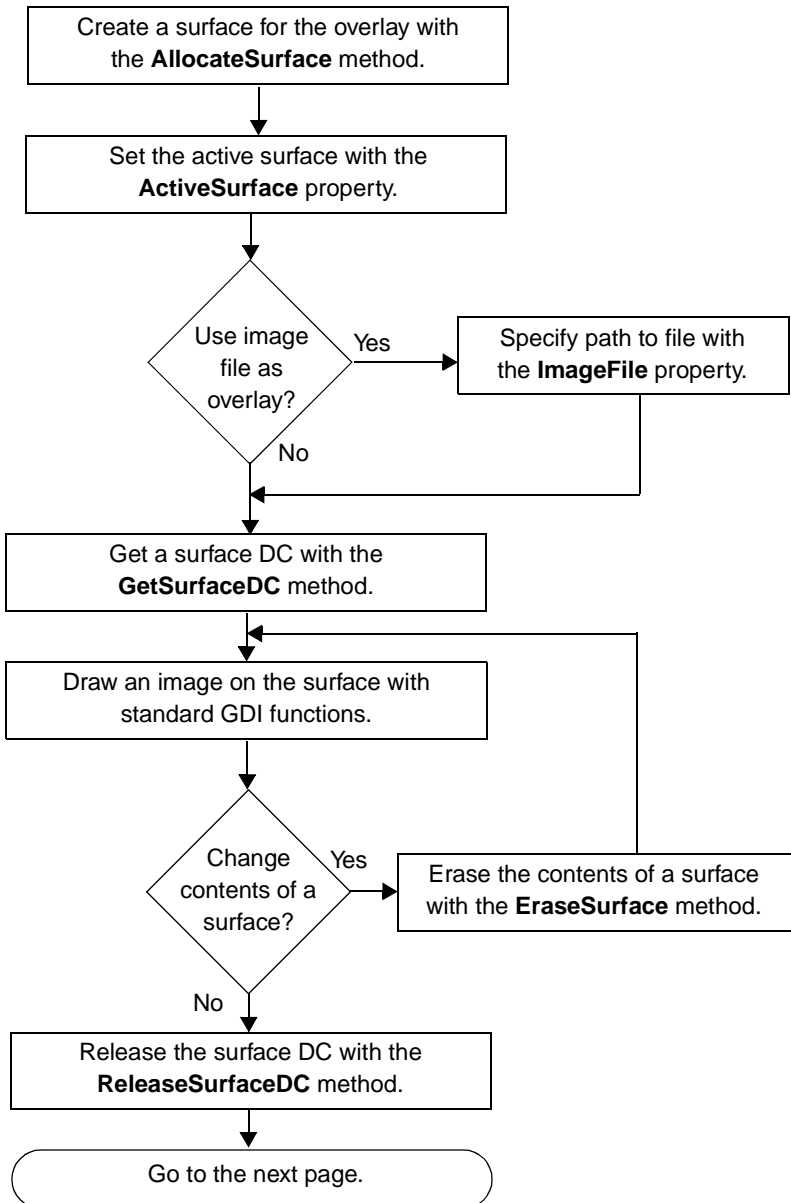 Create a surface for the overlay with
the AllocateSurface method.
Set the active surface with the
ActiveSurface property.
Use image
file as
overlay?
Yes
Specify path to file with
the ImageFile property.
No
Get a surface DC with the
GetSurfaceDC method.
Draw an image on the surface with
standard GDI functions.
Change
contents of a
surface?
Yes
Erase the contents of a surface
with the EraseSurface method.
No
Release the surface DC with the
ReleaseSurfaceDC method.
Go to the next page.